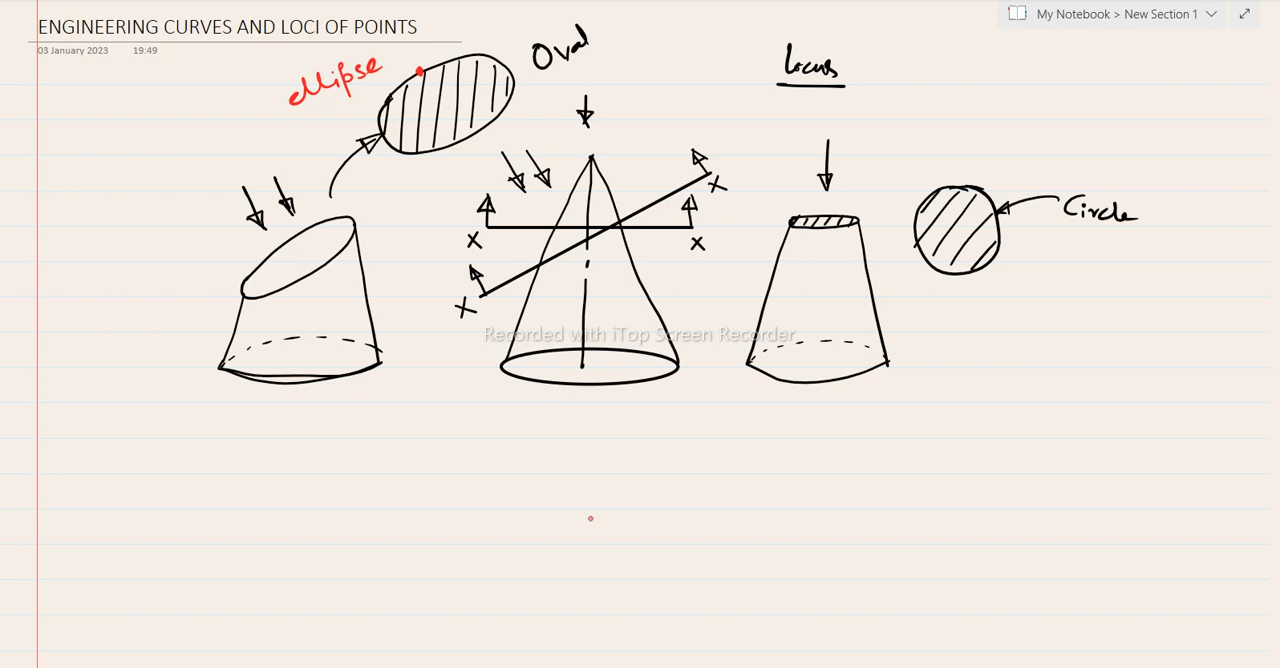 ENGINEERING CURVES AND LOCI OF POINTS
My Notebook > New Section 1
03 January 2023 19:49
ellipse
Oval
Locus
X
X
X
X
Circle
Recorded with iTop Screen Recorder